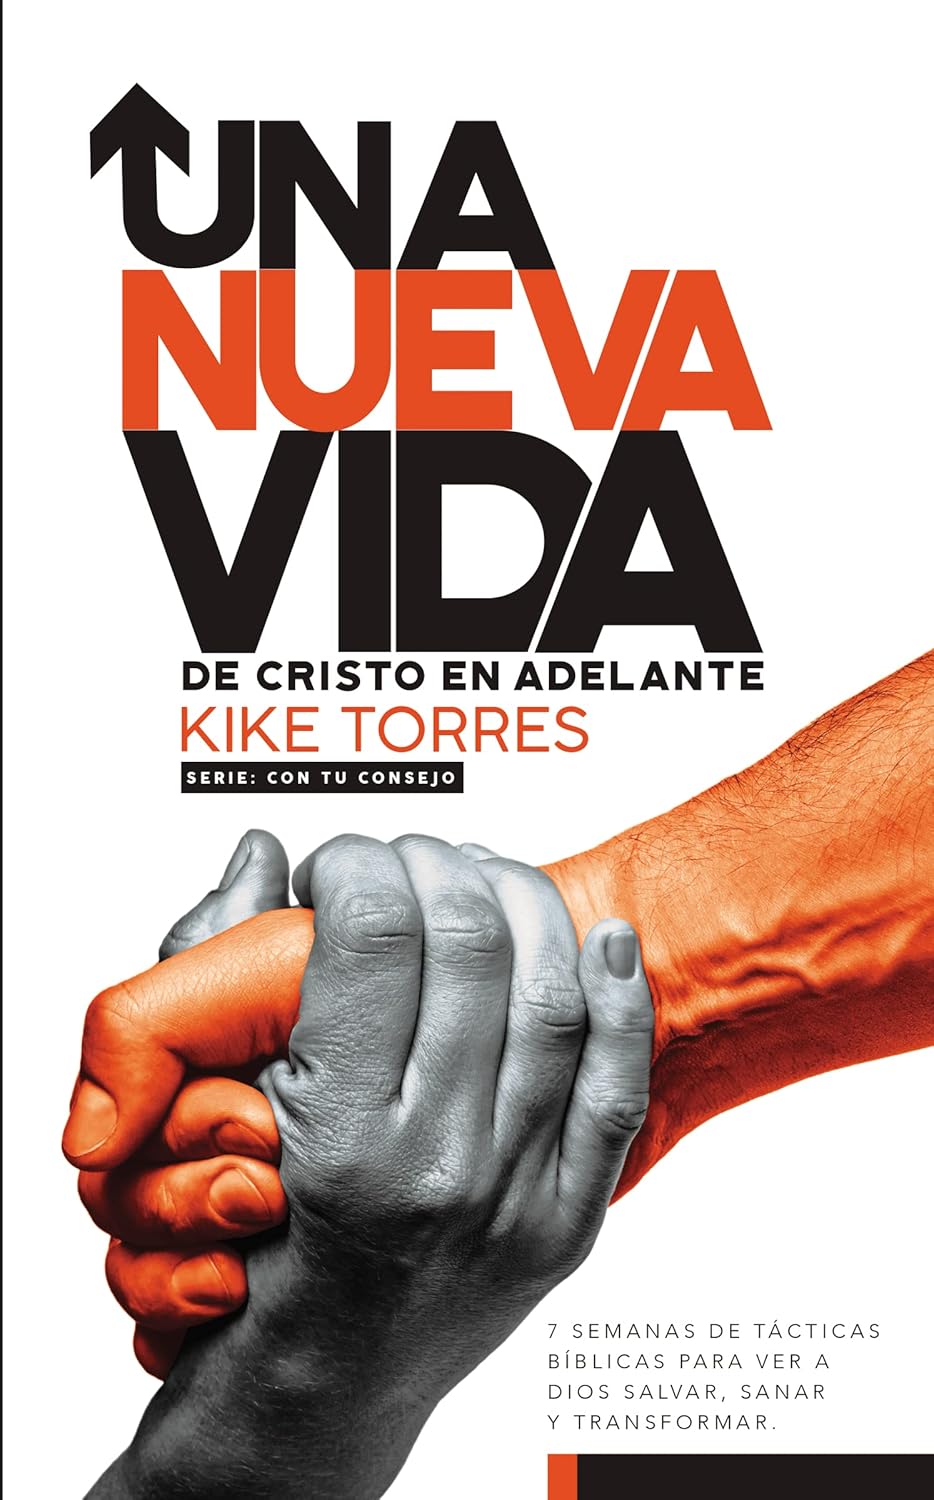 UNA
NUEVA
VIDA
DE CRISTO EN ADELANTE
KIKE TORRES
SERIE: CON TU CONSEJO
7 SEMANAS DE TÁCTICAS
BÍBLICAS PARA VER A
DIOS SALVAR, SANAR
Y TRANSFORMAR.